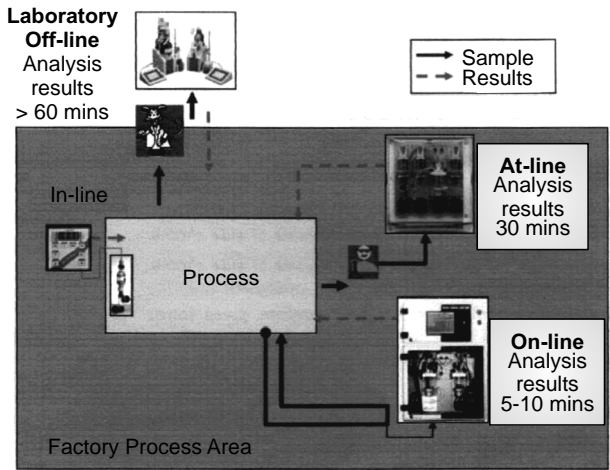 Laboratory
Off-line
Analysis
results
> 60 mins
Sample
Results
In-line
At-line
Analysis
results
30 mins
Process
On-line
Analysis
results
5-10 mins
Factory Process Area